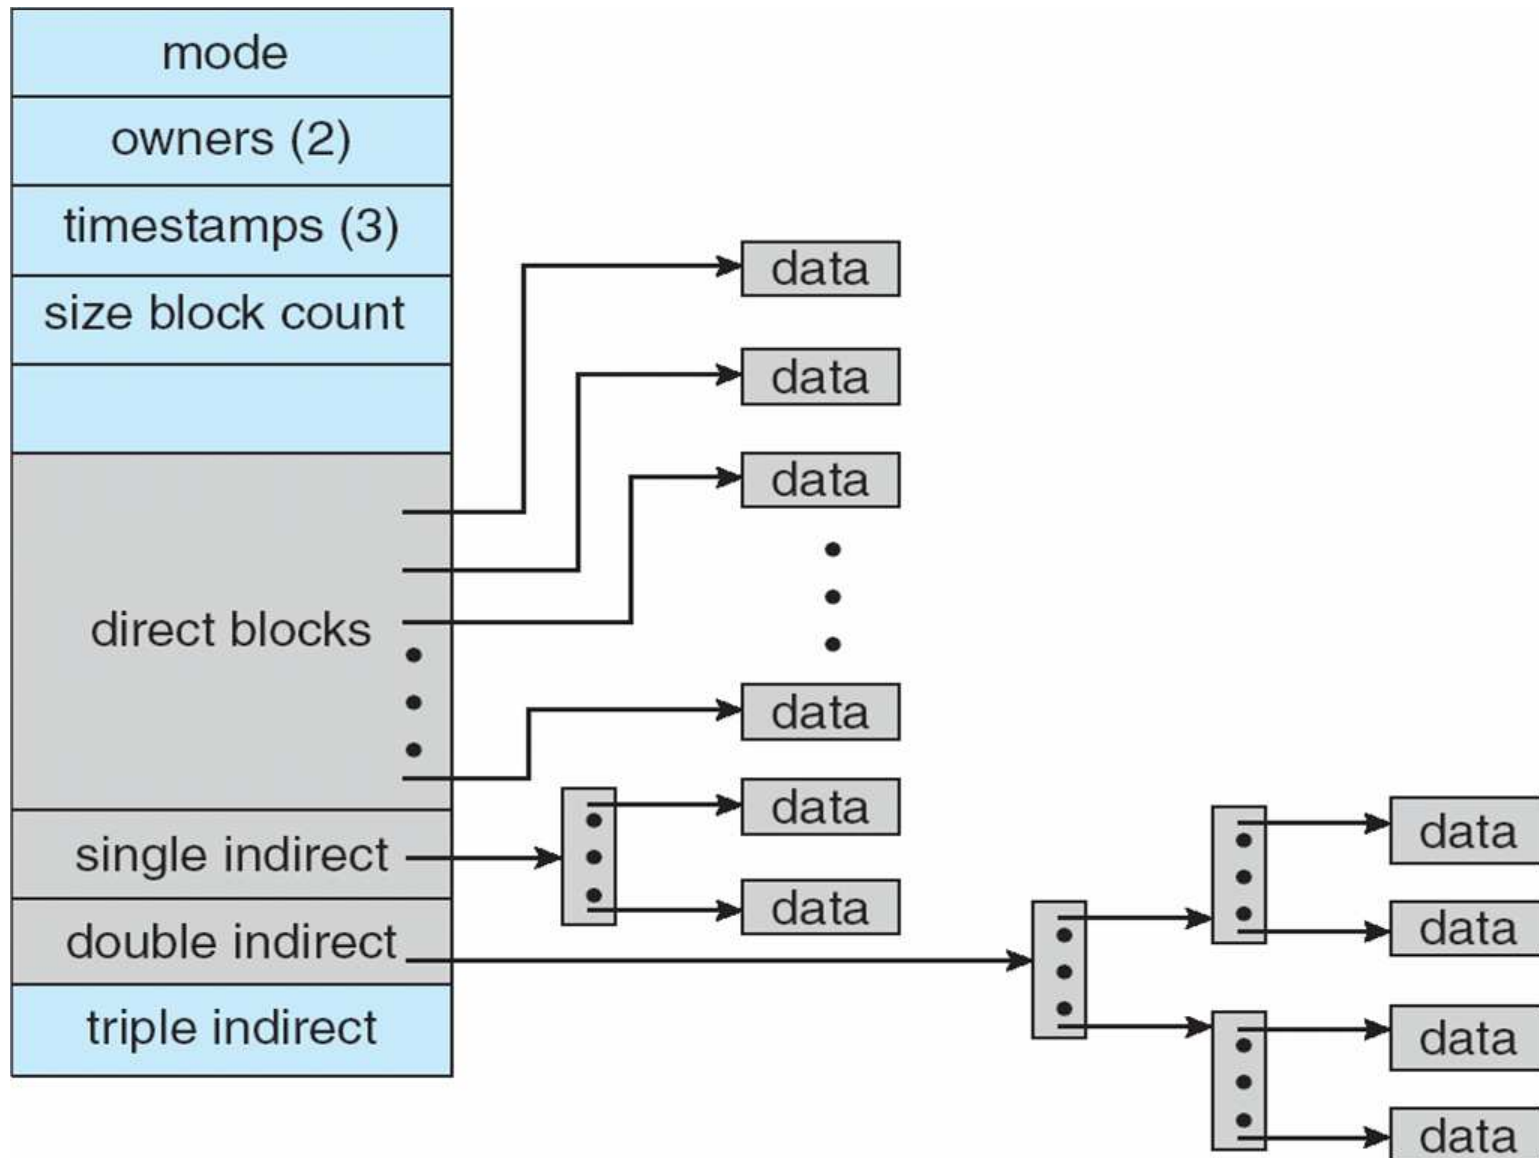 mode
owners (2)
timestamps (3)
size block count
direct blocks
single indirect
double indirect
triple indirect
data
data
data
data
data
data
data
data
data
data